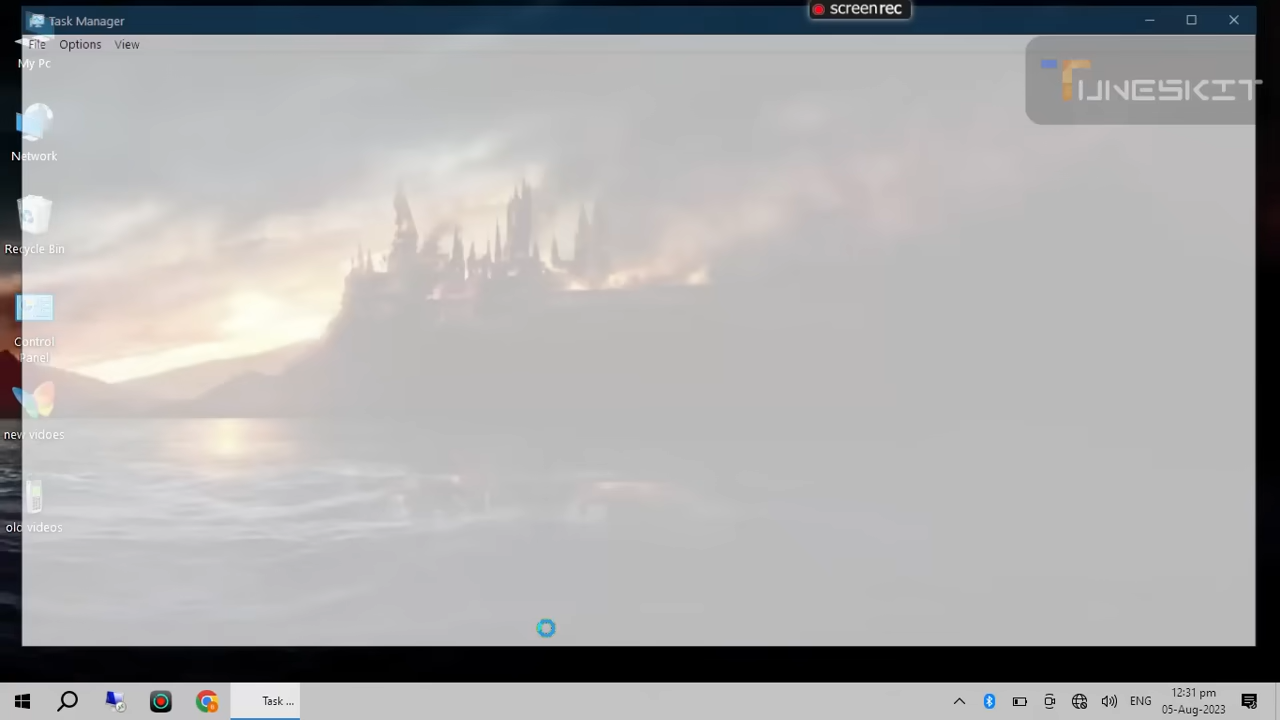 screenrec
Task Manager
File Options View
TUNESKIT
My Pc
Network
Recycle Bin
Control
Panel
new vidoes
old videos
Task ...
ENG
12:31 pm
05-Aug-2023